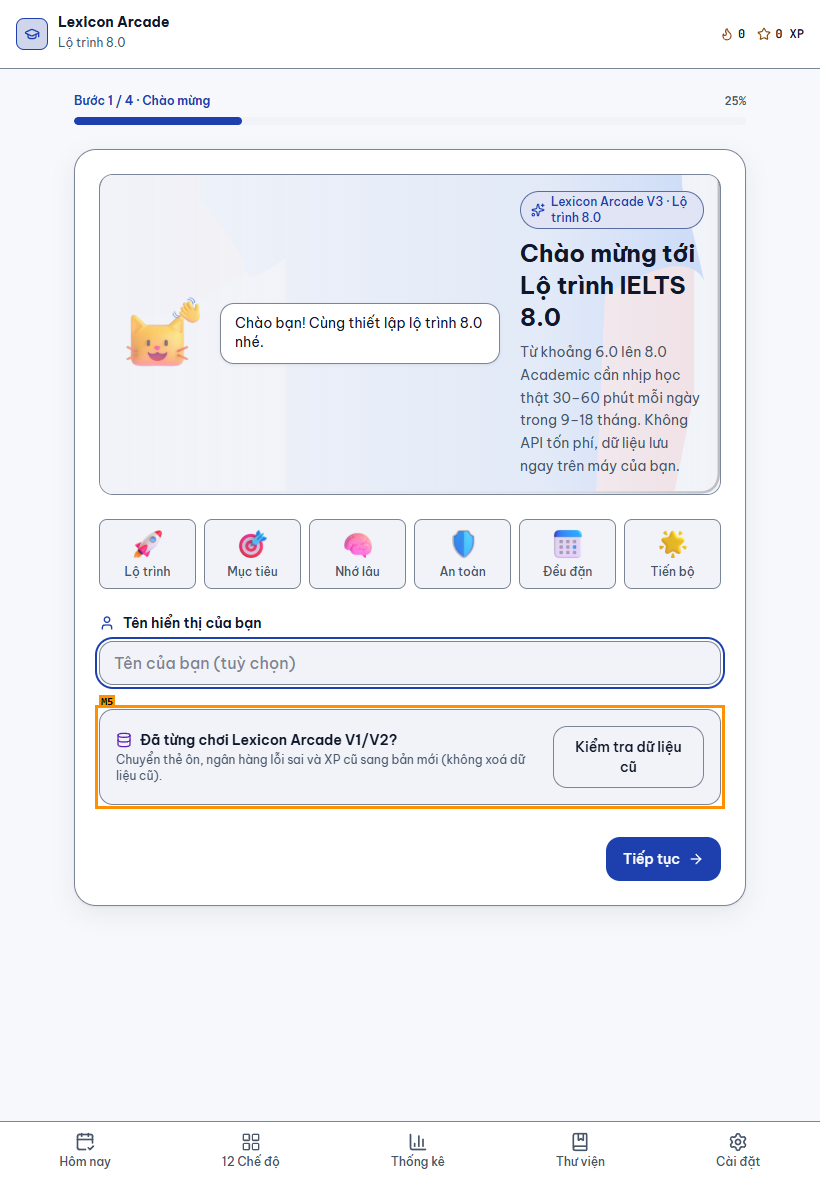 Lexicon Arcade
Lộ trình 8.0
0
0 XP
Bước 1 / 4 · Chào mừng
25%
Chào bạn! Cùng thiết lập lộ trình 8.0
nhé.
Lexicon Arcade V3 · Lộ
trình 8.0
Chào mừng tới
Lộ trình IELTS
8.0
Từ khoảng 6.0 lên 8.0
Academic cần nhịp học
thật 30–60 phút mỗi ngày
trong 9–18 tháng. Không
API tốn phí, dữ liệu lưu
ngay trên máy của bạn.
Lộ trình
Mục tiêu
Nhớ lâu
An toàn
Đều đặn
Tiến bộ
Tên hiển thị của bạn
Tên của bạn (tuỳ chọn)
M5
Đã từng chơi Lexicon Arcade V1/V2?
Chuyển thẻ ôn, ngân hàng lỗi sai và XP cũ sang bản mới (không xoá dữ
liệu cũ).
Kiểm tra dữ liệu
cũ
Tiếp tục
Hôm nay
12 Chế độ
Thống kê
Thư viện
Cài đặt